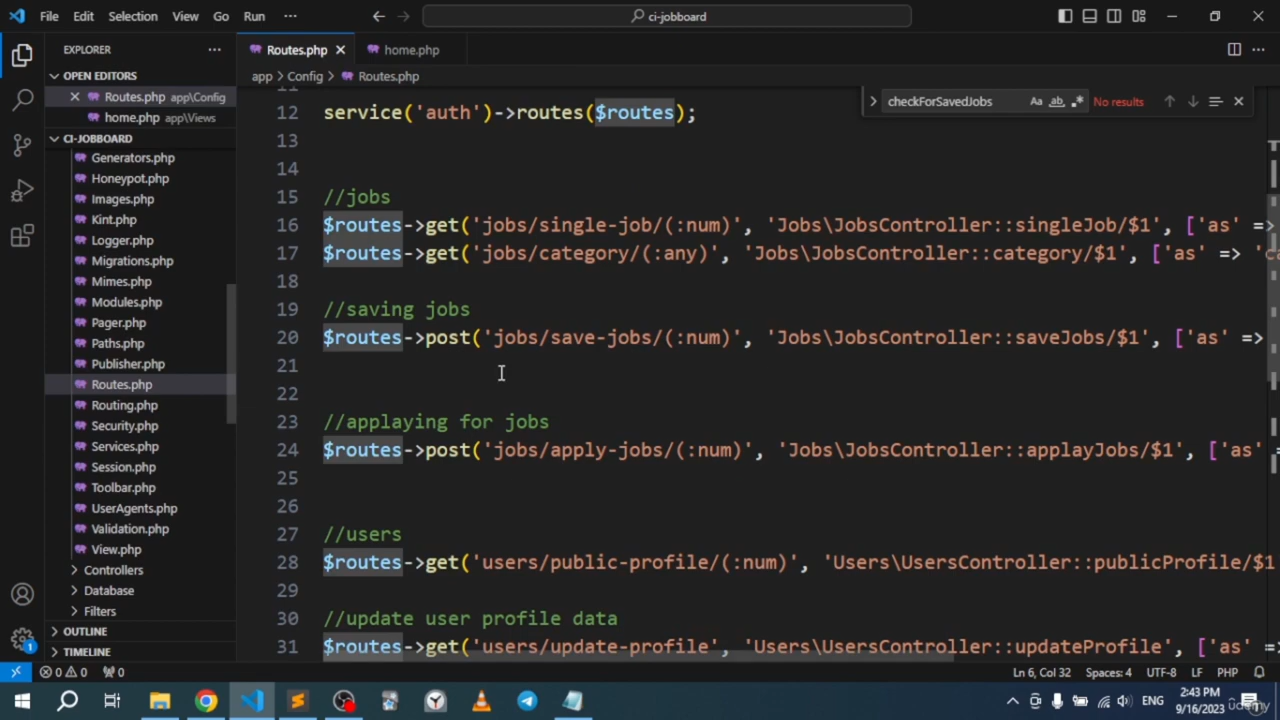 File Edit Selection View Go Run ··· ci-jobboard
EXPLORER ···
Routes.php home.php
OPEN EDITORS
app > Config > Routes.php
Routes.php app\Config
home.php app\Views
CI-JOBBOARD
Generators.php
Honeypot.php
Images.php
Kint.php
Logger.php
Migrations.php
Mimes.php
Modules.php
Pager.php
Paths.php
Publisher.php
Routes.php
Routing.php
Security.php
Services.php
Session.php
Toolbar.php
UserAgents.php
Validation.php
View.php
Controllers
Database
Filters
OUTLINE
TIMELINE
checkForSavedJobs Aa ab .* No results
11
12 service('auth')->routes($routes);
13
14
15 //jobs
16 $routes->get('jobs/single-job/(:num)', 'Jobs\JobsController::singleJob/$1', ['as' =>
17 $routes->get('jobs/category/(:any)', 'Jobs\JobsController::category/$1', ['as' =>
18
19 //saving jobs
20 $routes->post('jobs/save-jobs/(:num)', 'Jobs\JobsController::saveJobs/$1', ['as' =>
21
22
23 //applaying for jobs
24 $routes->post('jobs/apply-jobs/(:num)', 'Jobs\JobsController::applayJobs/$1', ['as'
25
26
27 //users
28 $routes->get('users/public-profile/(:num)', 'Users\UsersController::publicProfile/$1
29
30 //update user profile data
31 $routes->get('users/update-profile', 'Users\UsersController::updateProfile', ['as' =>
0 0 0 Ln 6, Col 32 Spaces: 4 UTF-8 LF PHP
ENG 2:43 PM
9/16/2023
udemy